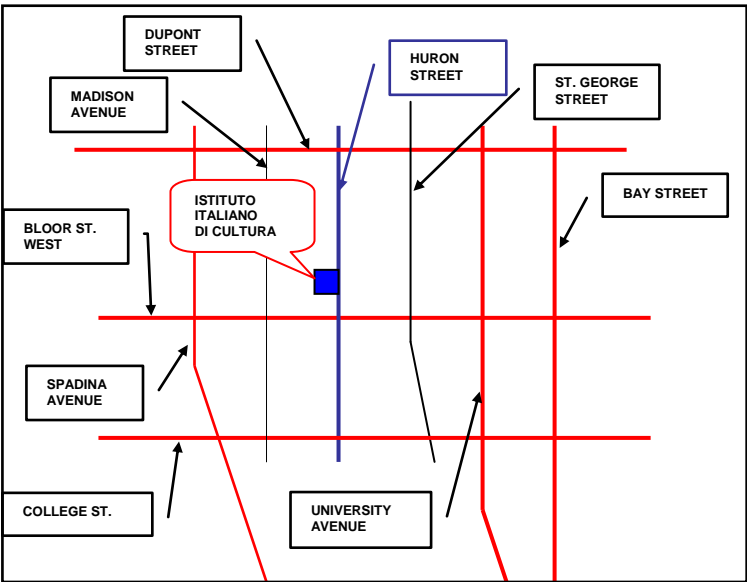 DUPONT
STREET
HURON
STREET
ST. GEORGE
STREET
MADISON
AVENUE
ISTITUTO
ITALIANO
DI CULTURA
BAY STREET
BLOOR ST.
WEST
SPADINA
AVENUE
COLLEGE ST.
UNIVERSITY
AVENUE